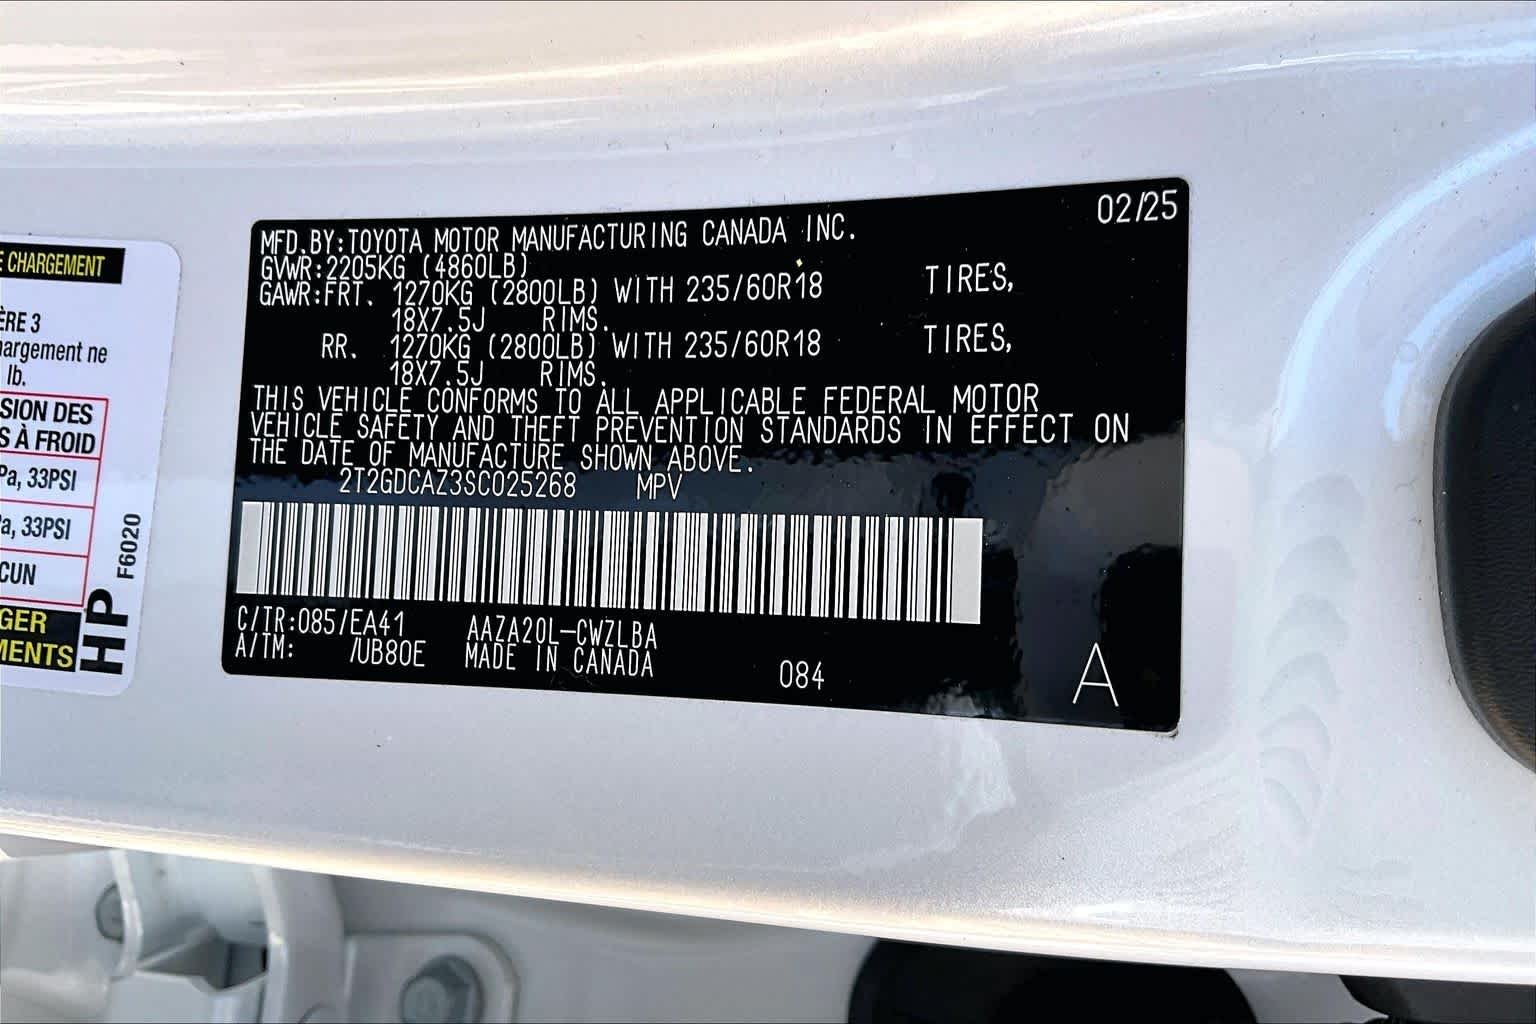 E CHARGEMENT
ÈRE 3
hargement ne
lb.
SION DES
S À FROID
Pa, 33PSI
a, 33PSI
CUN
GER
MENTS
HP
F6020
02/25
MFD.BY:TOYOTA MOTOR MANUFACTURING CANADA INC.
GVWR:2205KG (4860LB)
GAWR:FRT. 1270KG (2800LB) WITH 235/60R18 TIRES,
18X7.5J RIMS.
RR. 1270KG (2800LB) WITH 235/60R18 TIRES,
18X7.5J RIMS.
THIS VEHICLE CONFORMS TO ALL APPLICABLE FEDERAL MOTOR
VEHICLE SAFETY AND THEFT PREVENTION STANDARDS IN EFFECT ON
THE DATE OF MANUFACTURE SHOWN ABOVE.
2T2GDCAZ3SC025268 MPV
C/TR:085/EA41 AAZA20L-CWZLBA
A/TM: /UB80E MADE IN CANADA
084
A